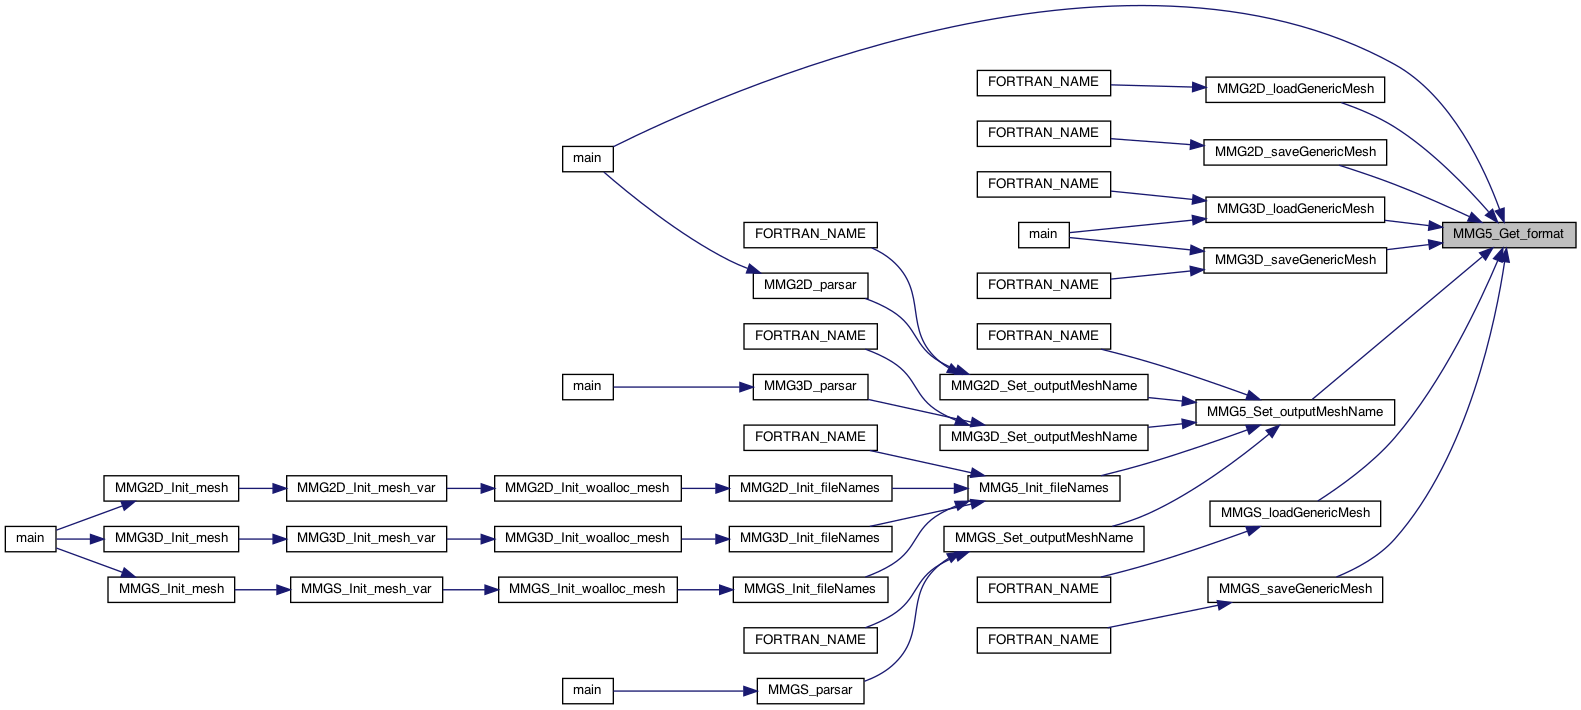 FORTRAN_NAME
MMG2D_loadGenericMesh
FORTRAN_NAME
MMG2D_saveGenericMesh
main
FORTRAN_NAME
MMG3D_loadGenericMesh
FORTRAN_NAME
main
MMG5_Get_format
MMG3D_saveGenericMesh
MMG2D_parsar
FORTRAN_NAME
FORTRAN_NAME
FORTRAN_NAME
main
MMG3D_parsar
MMG2D_Set_outputMeshName
MMG5_Set_outputMeshName
FORTRAN_NAME
MMG3D_Set_outputMeshName
MMG2D_Init_mesh
MMG2D_Init_mesh_var
MMG2D_Init_woalloc_mesh
MMG2D_Init_fileNames
MMG5_Init_fileNames
MMGS_loadGenericMesh
main
MMG3D_Init_mesh
MMG3D_Init_mesh_var
MMG3D_Init_woalloc_mesh
MMG3D_Init_fileNames
MMGS_Set_outputMeshName
MMGS_Init_mesh
MMGS_Init_mesh_var
MMGS_Init_woalloc_mesh
MMGS_Init_fileNames
FORTRAN_NAME
MMGS_saveGenericMesh
FORTRAN_NAME
FORTRAN_NAME
main
MMGS_parsar